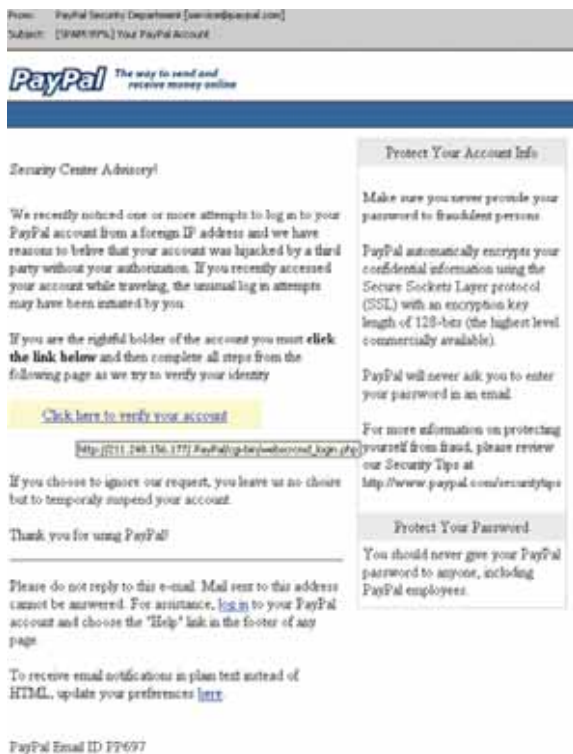 From: PayPal Security Department [service@paypal.com]
Subject: [SPAM:99%] Your PayPal Account
PayPal The way to send and
receive money online
Security Center Advisory!
We recently noticed one or more attempts to log in to your
PayPal account from a foreign IP address and we have
reasons to belive that your account was hijacked by a third
party without your authorization. If you recently accessed
your account while traveling, the unusual log in attempts
may have been initiated by you.
If you are the rightful holder of the account you must click
the link below and then complete all steps from the
following page as we try to verify your identity
Click here to verify your account
If you choose to ignore our request, you leave us no choice
but to temporaly suspend your account.
Thank you for using PayPal!
Please do not reply to this e-mail. Mail sent to this address
cannot be answered. For assistance, log in to your PayPal
account and choose the "Help" link in the footer of any
page.
To receive email notifications in plain text instead of
HTML, update your preferences here.
PayPal Email ID PP697
Protect Your Account Info
Make sure you never provide your
password to fraudulent persons.
PayPal automatically encrypts your
confidential information using the
Secure Sockets Layer protocol
(SSL) with an encryption key
length of 128-bits (the highest level
commercially available).
PayPal will never ask you to enter
your password in an email.
For more information on protecting
yourself from fraud, please review
our Security Tips at
http://www.paypal.com/securitytips
Protect Your Password
You should never give your PayPal
password to anyone, including
PayPal employees.